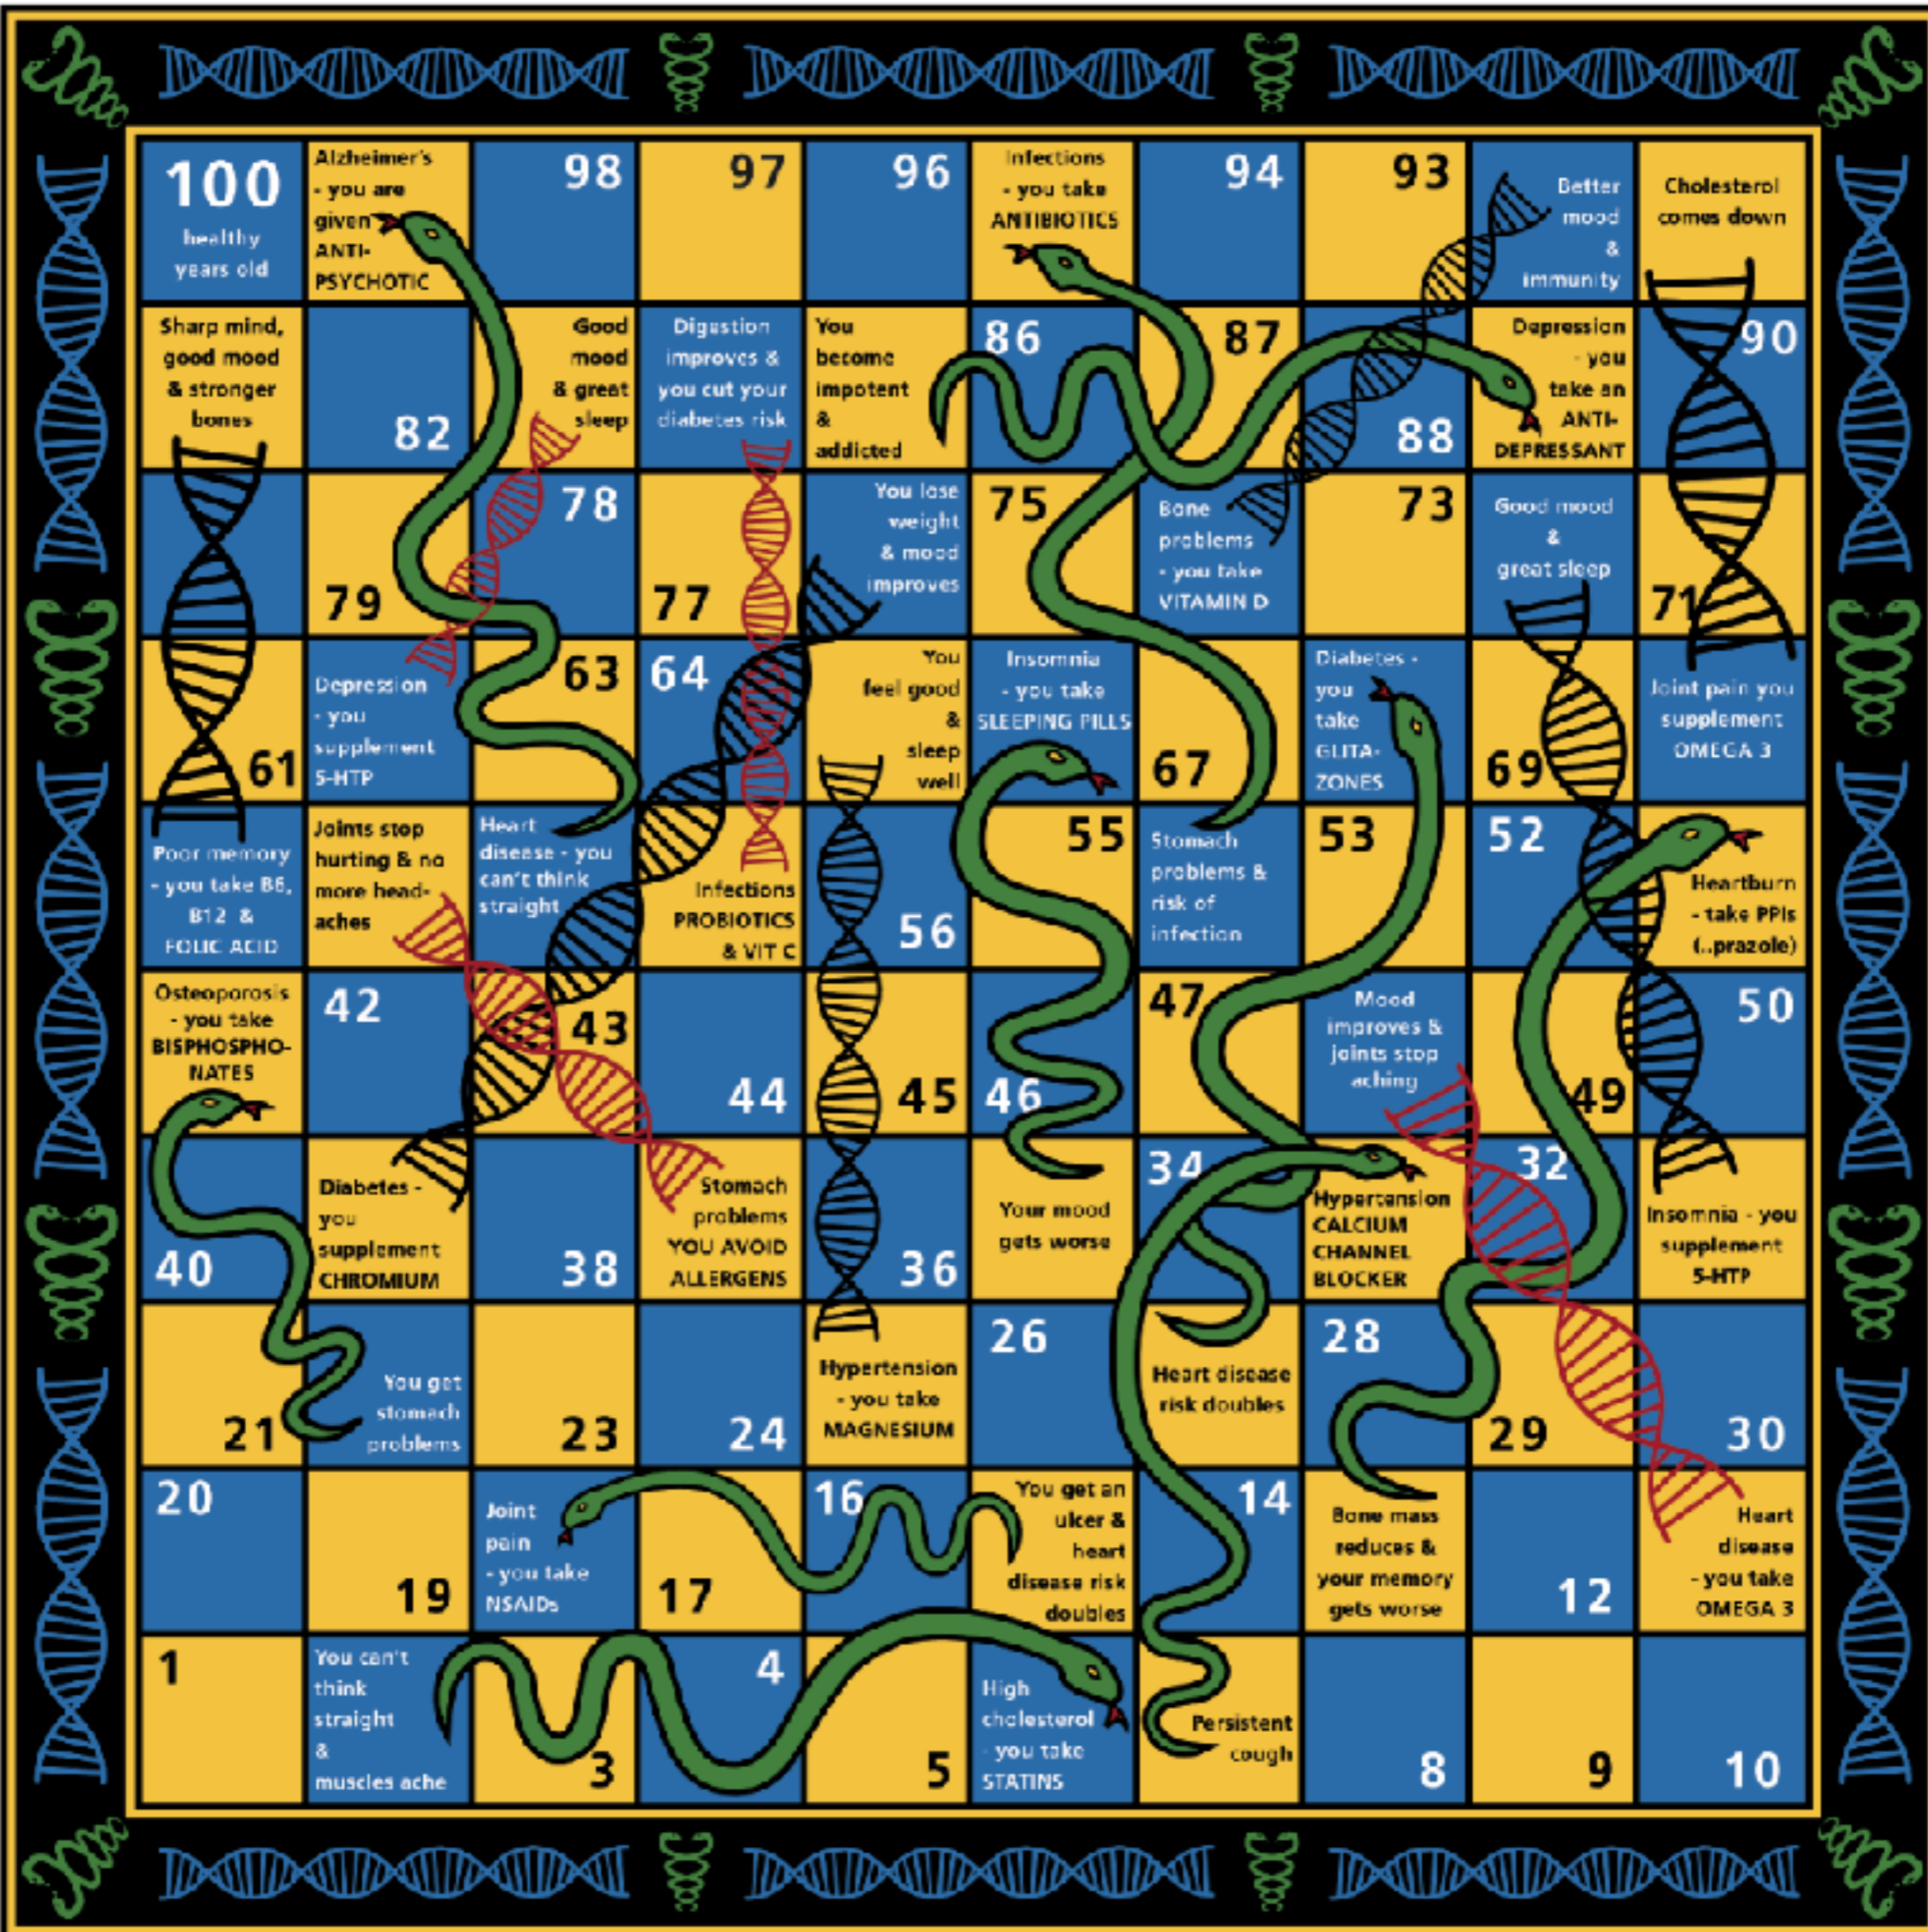 100
healthy
years old
Alzheimer's
- you are
given
ANTI-
PSYCHOTIC
98
97
96
Infections
- you take
ANTIBIOTICS
94
93
Better
mood
&
immunity
Cholesterol
comes down
Sharp mind,
good mood
& stronger
bones
82
Good
mood
& great
sleep
Digestion
improves &
you cut your
diabetes risk
You
become
impotent
&
addicted
86
87
88
Depression
- you
take an
ANTI-
DEPRESSANT
90
79
78
77
You lose
weight
& mood
improves
75
Bone
problems
- you take
VITAMIN D
73
Good mood
&
great sleep
71
61
Depression
- you
supplement
5-HTP
63
64
You
feel good
&
sleep
well
Insomnia
- you take
SLEEPING PILLS
67
Diabetes -
you
take
GLITA-
ZONES
69
Joint pain you
supplement
OMEGA 3
Poor memory
- you take B6,
B12 &
FOLIC ACID
Joints stop
hurting & no
more head-
aches
Heart
disease - you
can't think
straight
Infections
PROBIOTICS
& VIT C
56
55
Stomach
problems &
risk of
infection
53
52
Heartburn
- take PPIs
(..prazole)
Osteoporosis
- you take
BISPHOSPHO-
NATES
42
43
44
45
46
47
Mood
improves &
joints stop
aching
49
50
40
Diabetes -
you
supplement
CHROMIUM
38
Stomach
problems
YOU AVOID
ALLERGENS
36
Your mood
gets worse
34
Hypertension
CALCIUM
CHANNEL
BLOCKER
32
Insomnia - you
supplement
5-HTP
21
You get
stomach
problems
23
24
Hypertension
- you take
MAGNESIUM
26
Heart disease
risk doubles
28
29
30
20
19
Joint
pain
- you take
NSAIDs
17
16
You get an
ulcer &
heart
disease risk
doubles
14
Bone mass
reduces &
your memory
gets worse
12
Heart
disease
- you take
OMEGA 3
1
You can't
think
straight
&
muscles ache
3
4
5
High
cholesterol
- you take
STATINS
Persistent
cough
8
9
10